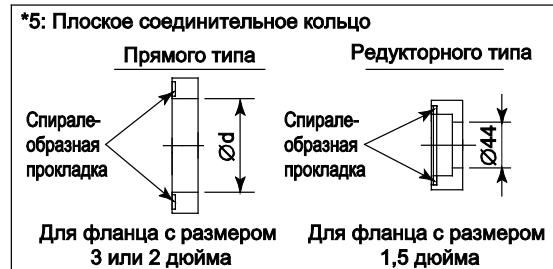 *5: Плоское соединительное кольцо
Прямого типа
Спирале-
образная
прокладка
Ød
Для фланца с размером
3 или 2 дюйма
Редукторного типа
Спирале-
образная
прокладка
Ø44
Для фланца с размером
1,5 дюйма